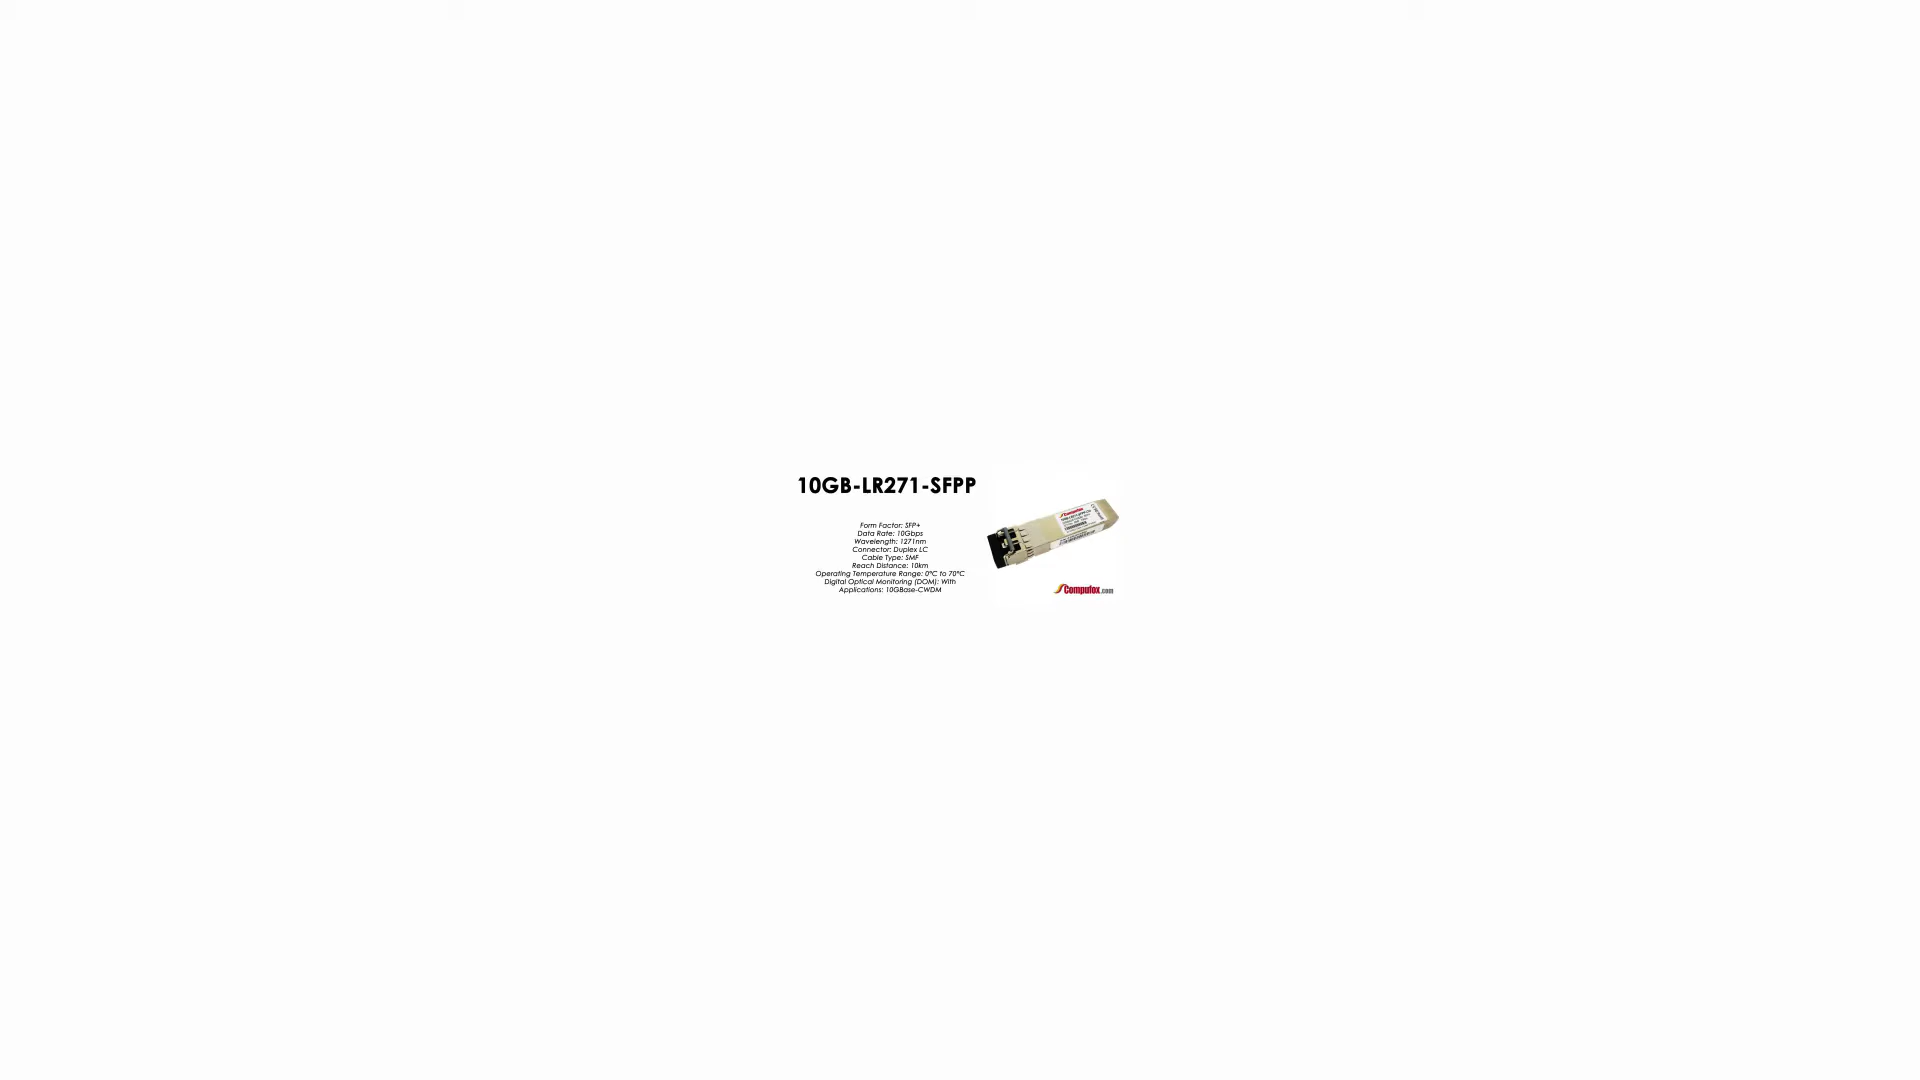 10GB-LR271-SFPP
Form Factor: SFP+
Data Rate: 10Gbps
Wavelength: 1271nm
Connector: Duplex LC
Cable Type: SMF
Reach Distance: 10km
Operating Temperature Range: 0°C to 70°C
Digital Optical Monitoring (DOM): With
Applications: 10GBase-CWDM
Compufox
Compufox.com